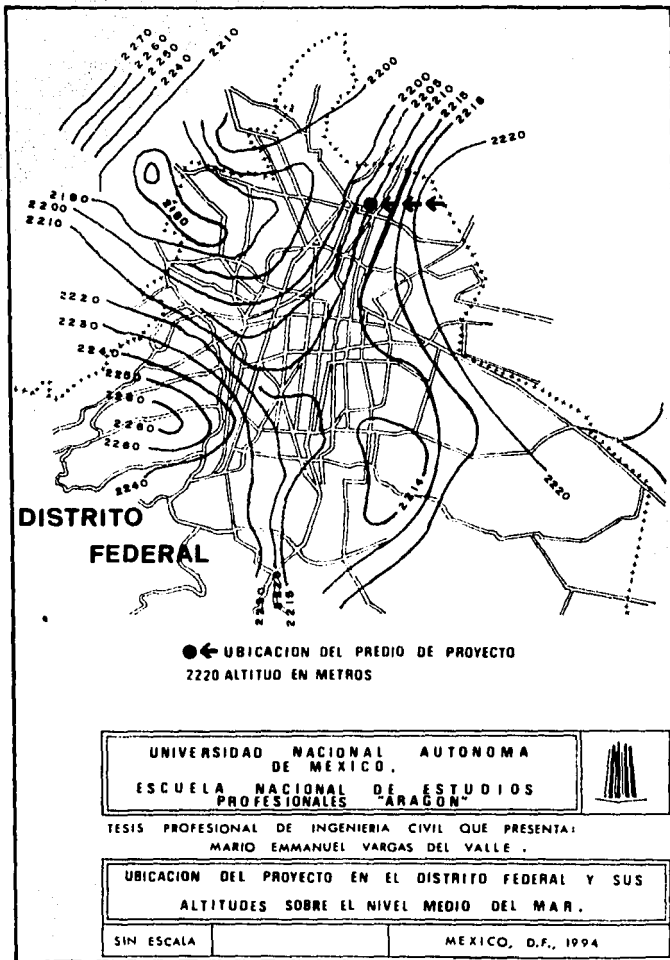 2270
2260
2250
2240
2210
2200
2200
2205
2210
2215
2218
2220
2180
2200
2210
2180
2220
2230
2240
2250
2260
2280
2260
2240
2214
2220
DISTRITO
FEDERAL
2215
UBICACION DEL PREDIO DE PROYECTO
2220 ALTITUD EN METROS
UNIVERSIDAD NACIONAL AUTONOMA
DE MEXICO.
ESCUELA NACIONAL DE ESTUDIOS
PROFESIONALES "ARAGON"
TESIS PROFESIONAL DE INGENIERIA CIVIL QUE PRESENTA:
MARIO EMMANUEL VARGAS DEL VALLE .
UBICACION DEL PROYECTO EN EL DISTRITO FEDERAL Y SUS
ALTITUDES SOBRE EL NIVEL MEDIO DEL MAR.
SIN ESCALA
MEXICO, D.F., 1994